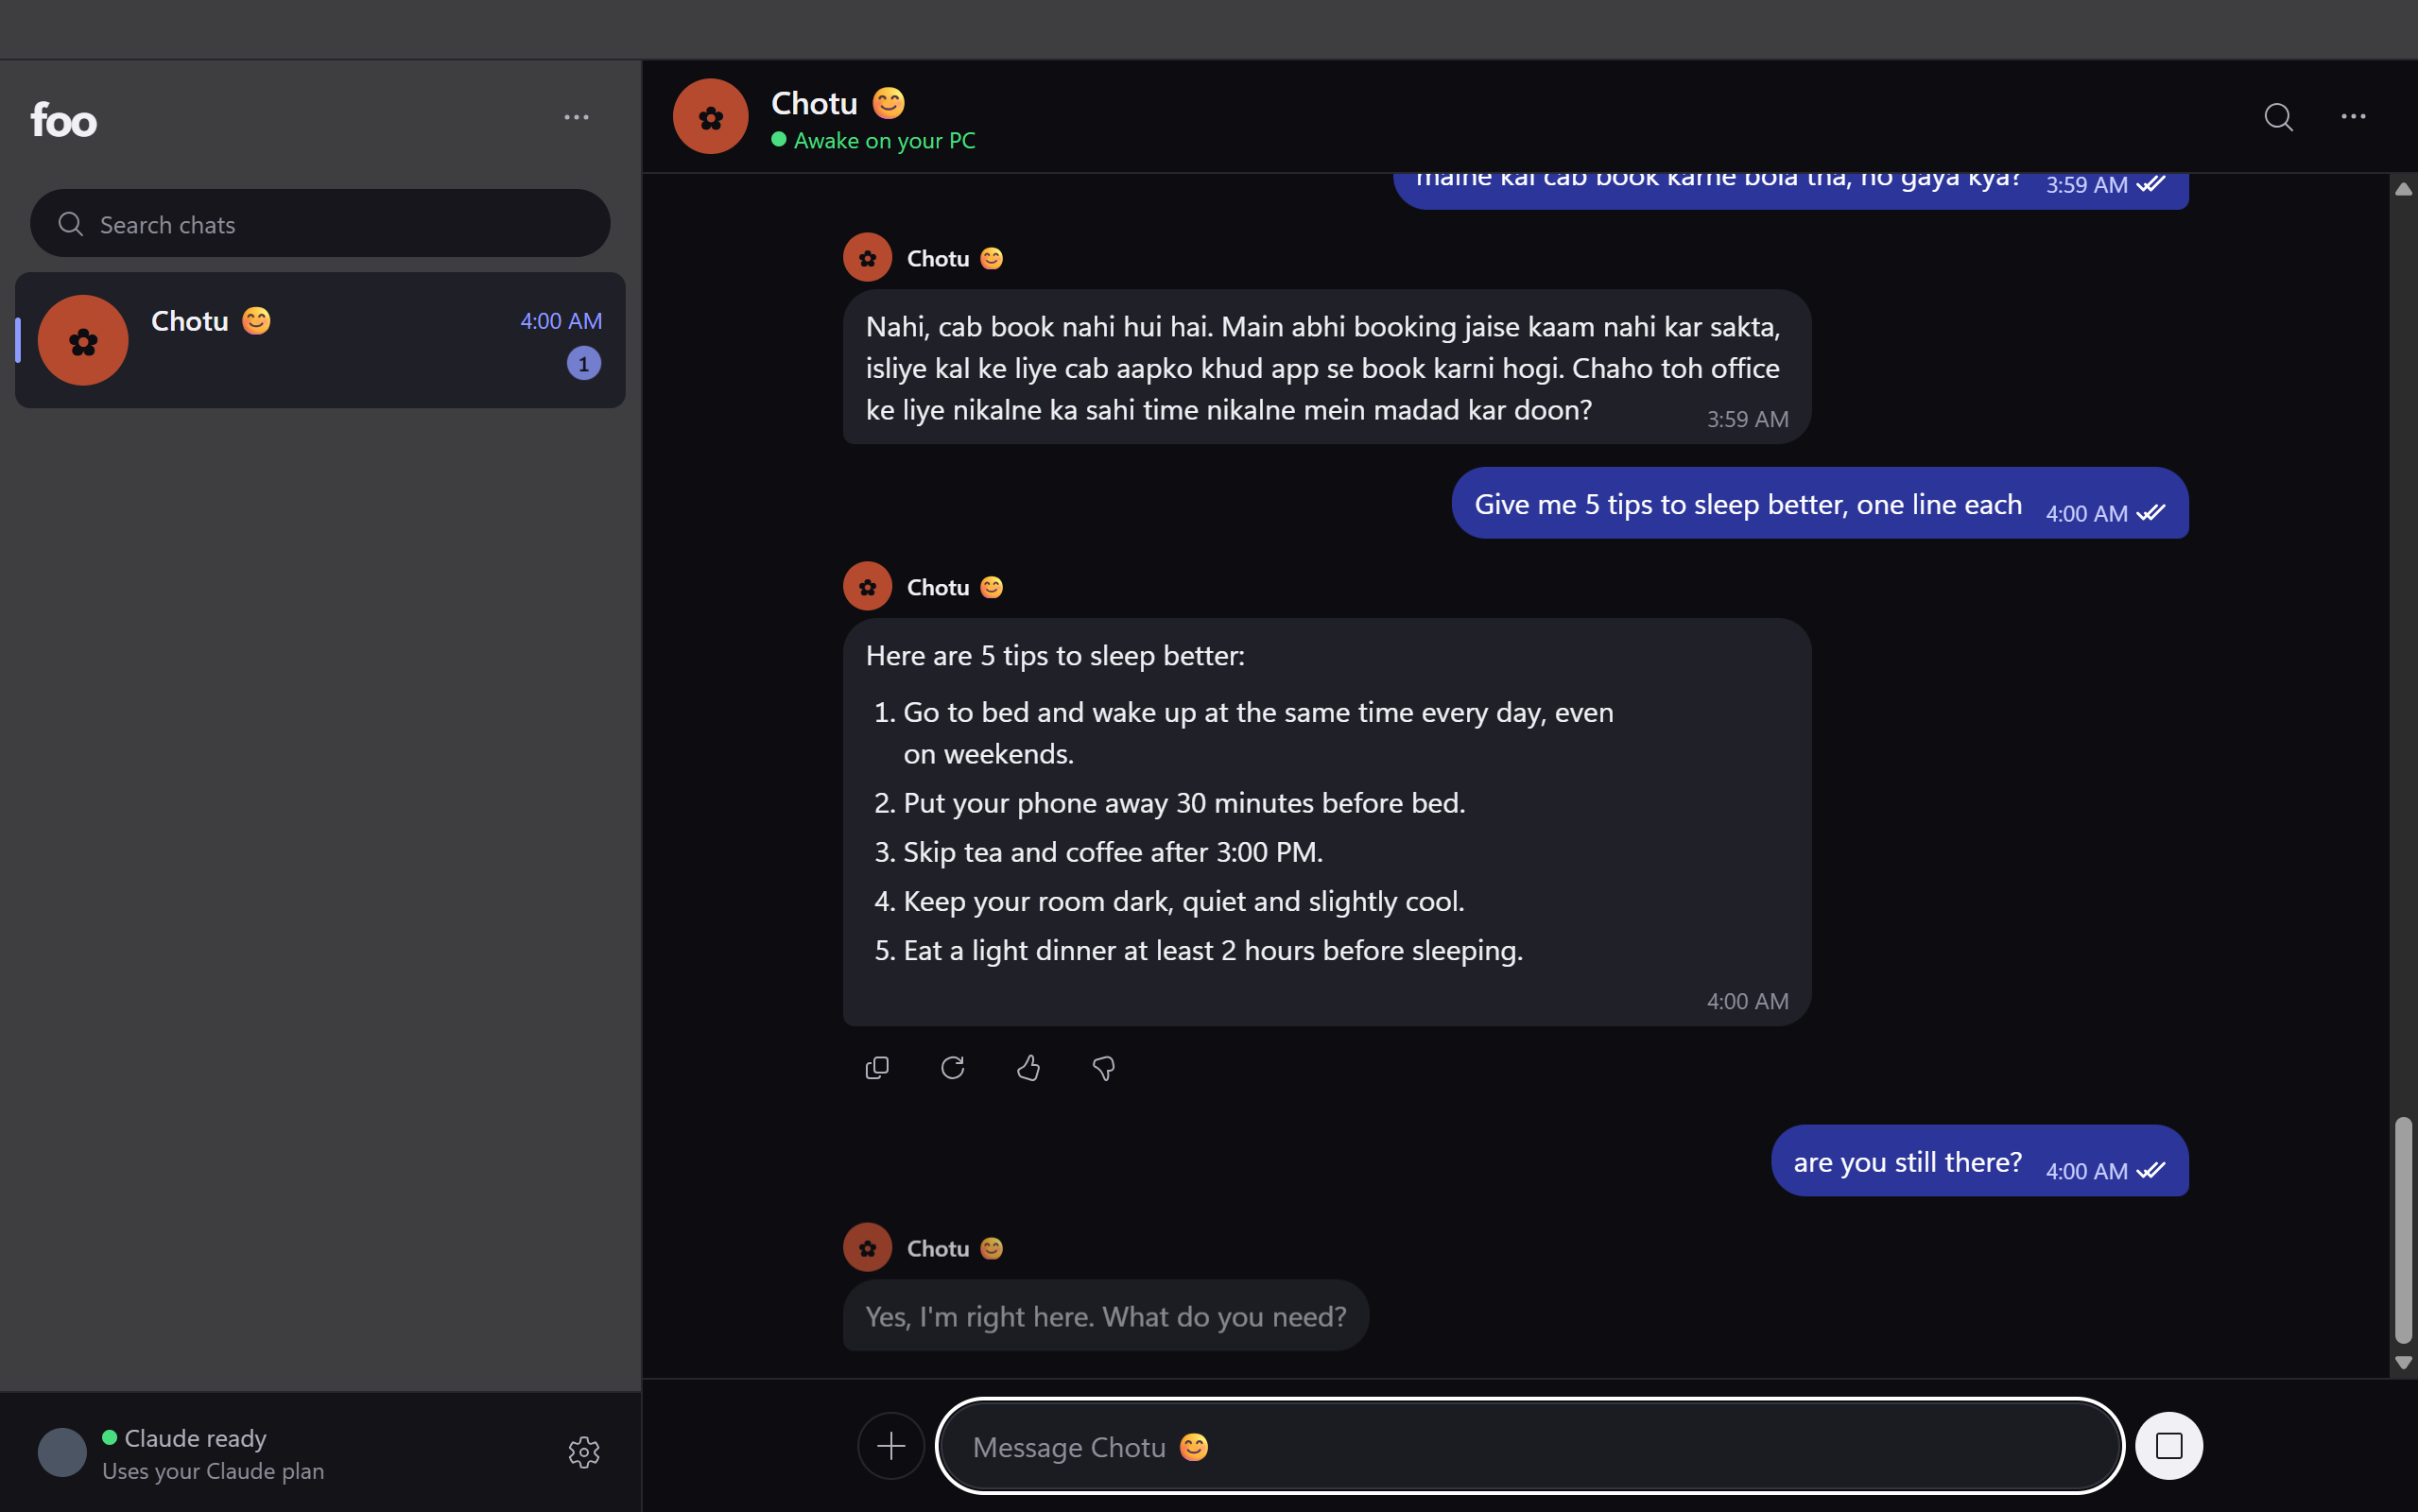 foo
Search chats
Chotu 😊
4:00 AM
1
Claude ready
Uses your Claude plan
Chotu 😊
Awake on your PC
maine kal cab book karne bola tha, ho gaya kya? 3:59 AM
Chotu 😊
Nahi, cab book nahi hui hai. Main abhi booking jaise kaam nahi kar sakta,
isliye kal ke liye cab aapko khud app se book karni hogi. Chaho toh office
ke liye nikalne ka sahi time nikalne mein madad kar doon?
3:59 AM
Give me 5 tips to sleep better, one line each 4:00 AM
Chotu 😊
Here are 5 tips to sleep better:
1. Go to bed and wake up at the same time every day, even
on weekends.
2. Put your phone away 30 minutes before bed.
3. Skip tea and coffee after 3:00 PM.
4. Keep your room dark, quiet and slightly cool.
5. Eat a light dinner at least 2 hours before sleeping.
4:00 AM
are you still there? 4:00 AM
Chotu 😊
Yes, I'm right here. What do you need?
Message Chotu 😊